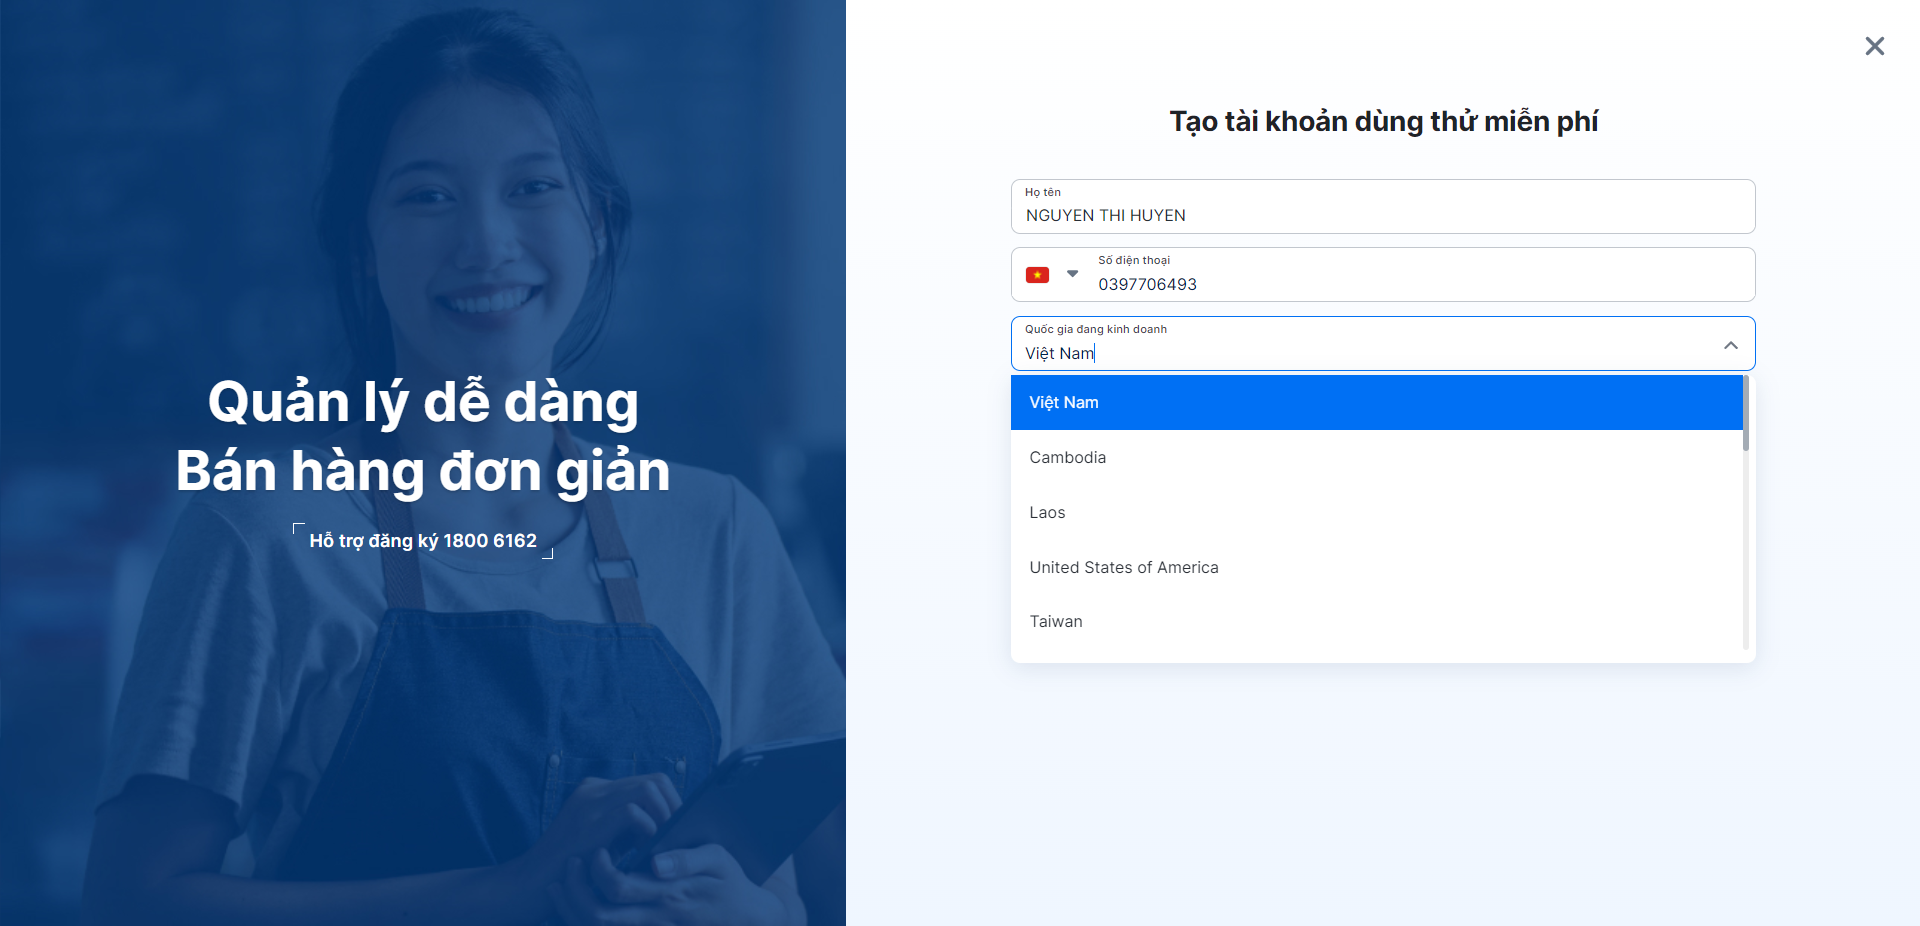 Quản lý dễ dàng
Bán hàng đơn giản
Hỗ trợ đăng ký 1800 6162
Tạo tài khoản dùng thử miễn phí
Họ tên
NGUYEN THI HUYEN
Số điện thoại
0397706493
Quốc gia đang kinh doanh
Việt Nam
Việt Nam
Cambodia
Laos
United States of America
Taiwan